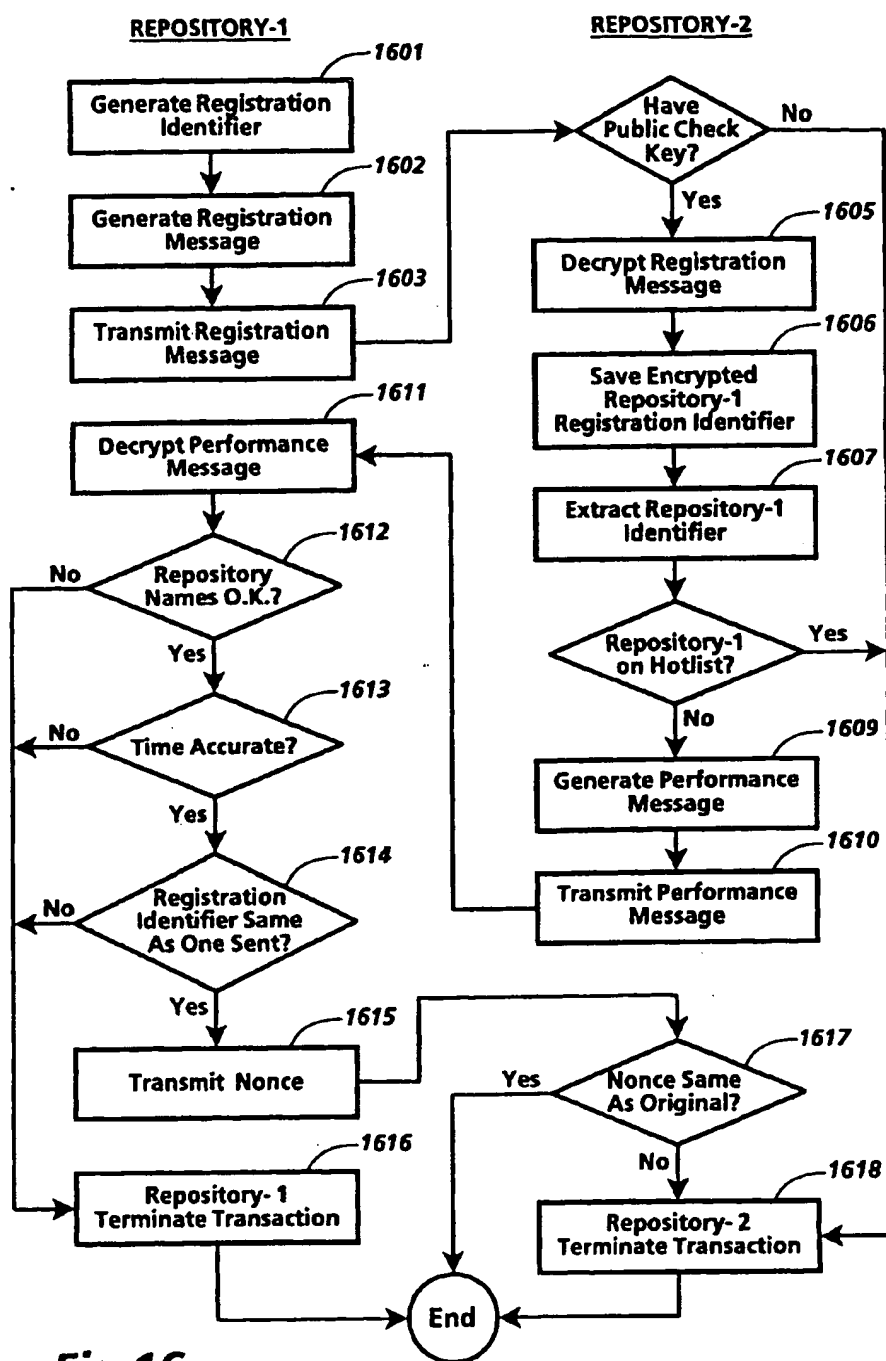 REPOSITORY-1
1601
Generate Registration
Identifier
1602
Generate Registration
Message
1603
Transmit Registration
Message
1611
Decrypt Performance
Message
1612
Repository
Names O.K.?
No
Yes
1613
Time Accurate?
No
Yes
1614
Registration
Identifier Same
As One Sent?
No
Yes
1615
Transmit Nonce
1616
Repository-1
Terminate Transaction
REPOSITORY-2
Have
Public Check
Key?
No
Yes
1605
Decrypt Registration
Message
1606
Save Encrypted
Repository-1
Registration Identifier
1607
Extract Repository-1
Identifier
Repository-1
on Hotlist?
Yes
No
1609
Generate Performance
Message
1610
Transmit Performance
Message
1617
Nonce Same
As Original?
Yes
No
1618
Repository-2
Terminate Transaction
End